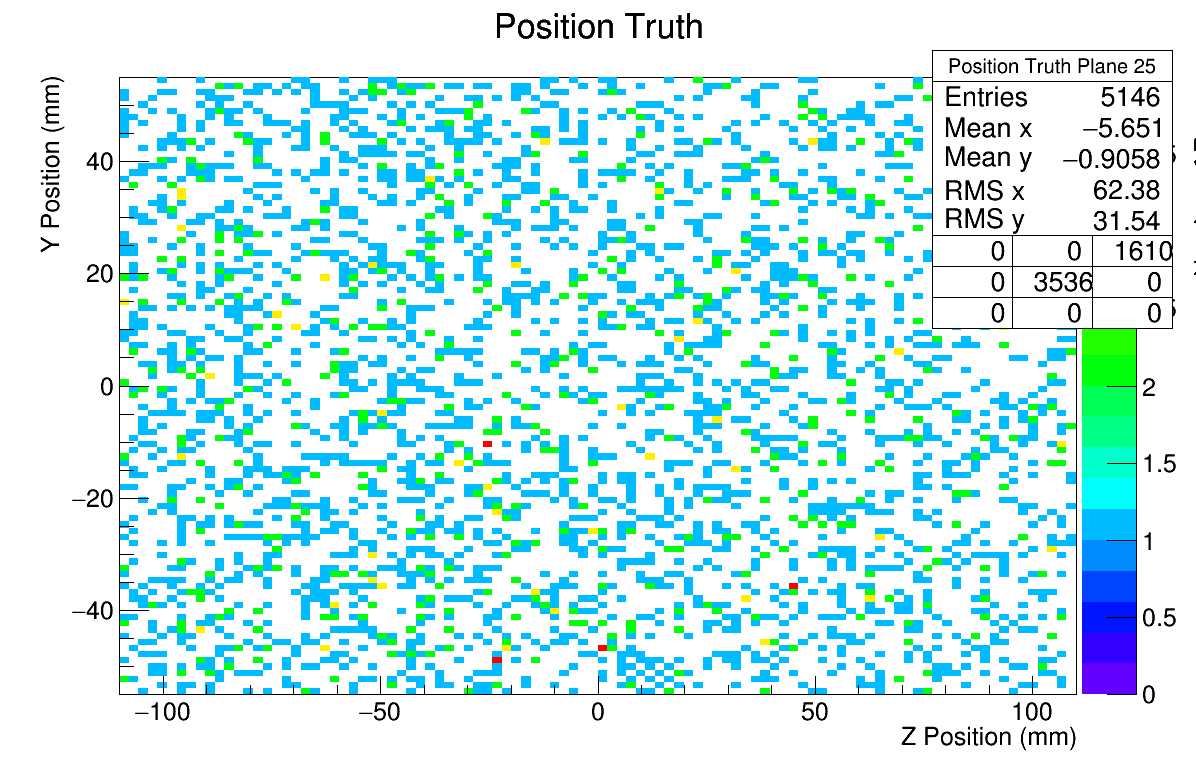 Position Truth
Y Position (mm)
Position Truth Plane 25
Entries 5146
Mean x −5.651
Mean y −0.9058
RMS x 62.38
RMS y 31.54
0 0 1610
0 3536 0
0 0 0
40
20
0
−20
−40
2
1.5
1
0.5
0
−100 −50 0 50 100
Z Position (mm)